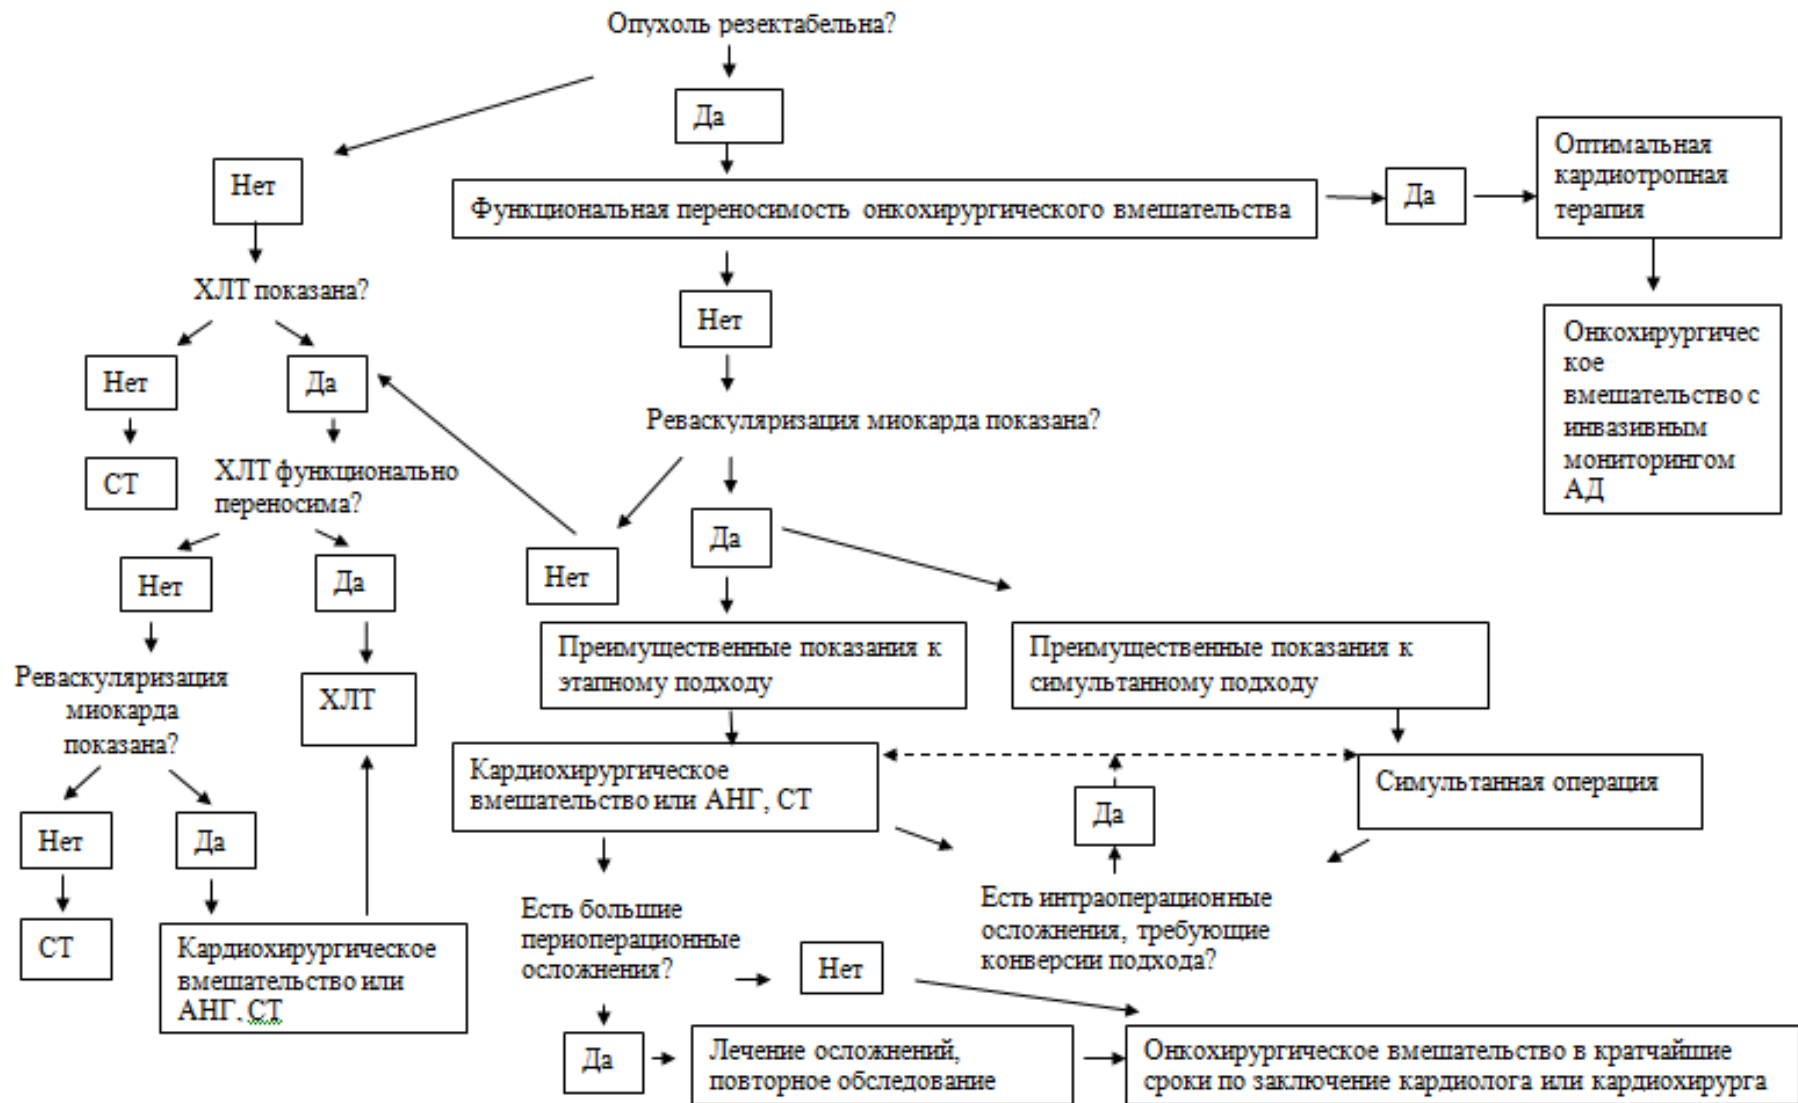 Опухоль резектабельна?
Да
Нет
Функциональная переносимость онкохирургического вмешательства
Да
Оптимальная
кардиотропная
терапия
ХЛТ показана?
Нет
Онкохирургичес
кое
вмешательство с
инвазивным
мониторингом
АД
Нет
Да
Реваскуляризация миокарда показана?
СТ
ХЛТ функционально
переносима?
Да
Нет
Нет
Да
Преимущественные показания к
этапному подходу
Преимущественные показания к
симультанному подходу
Реваскуляризация
миокарда
показана?
ХЛТ
Кардиохирургическое
вмешательство или АНГ, СТ
Да
Симультанная операция
Нет
Да
Есть большие
периоперационные
осложнения?
Нет
Есть интраоперационные
осложнения, требующие
конверсии подхода?
СТ
Кардиохирургическое
вмешательство или
АНГ, СТ
Да
Лечение осложнений,
повторное обследование
Онкохирургическое вмешательство в кратчайшие
сроки по заключение кардиолога или кардиохирурга